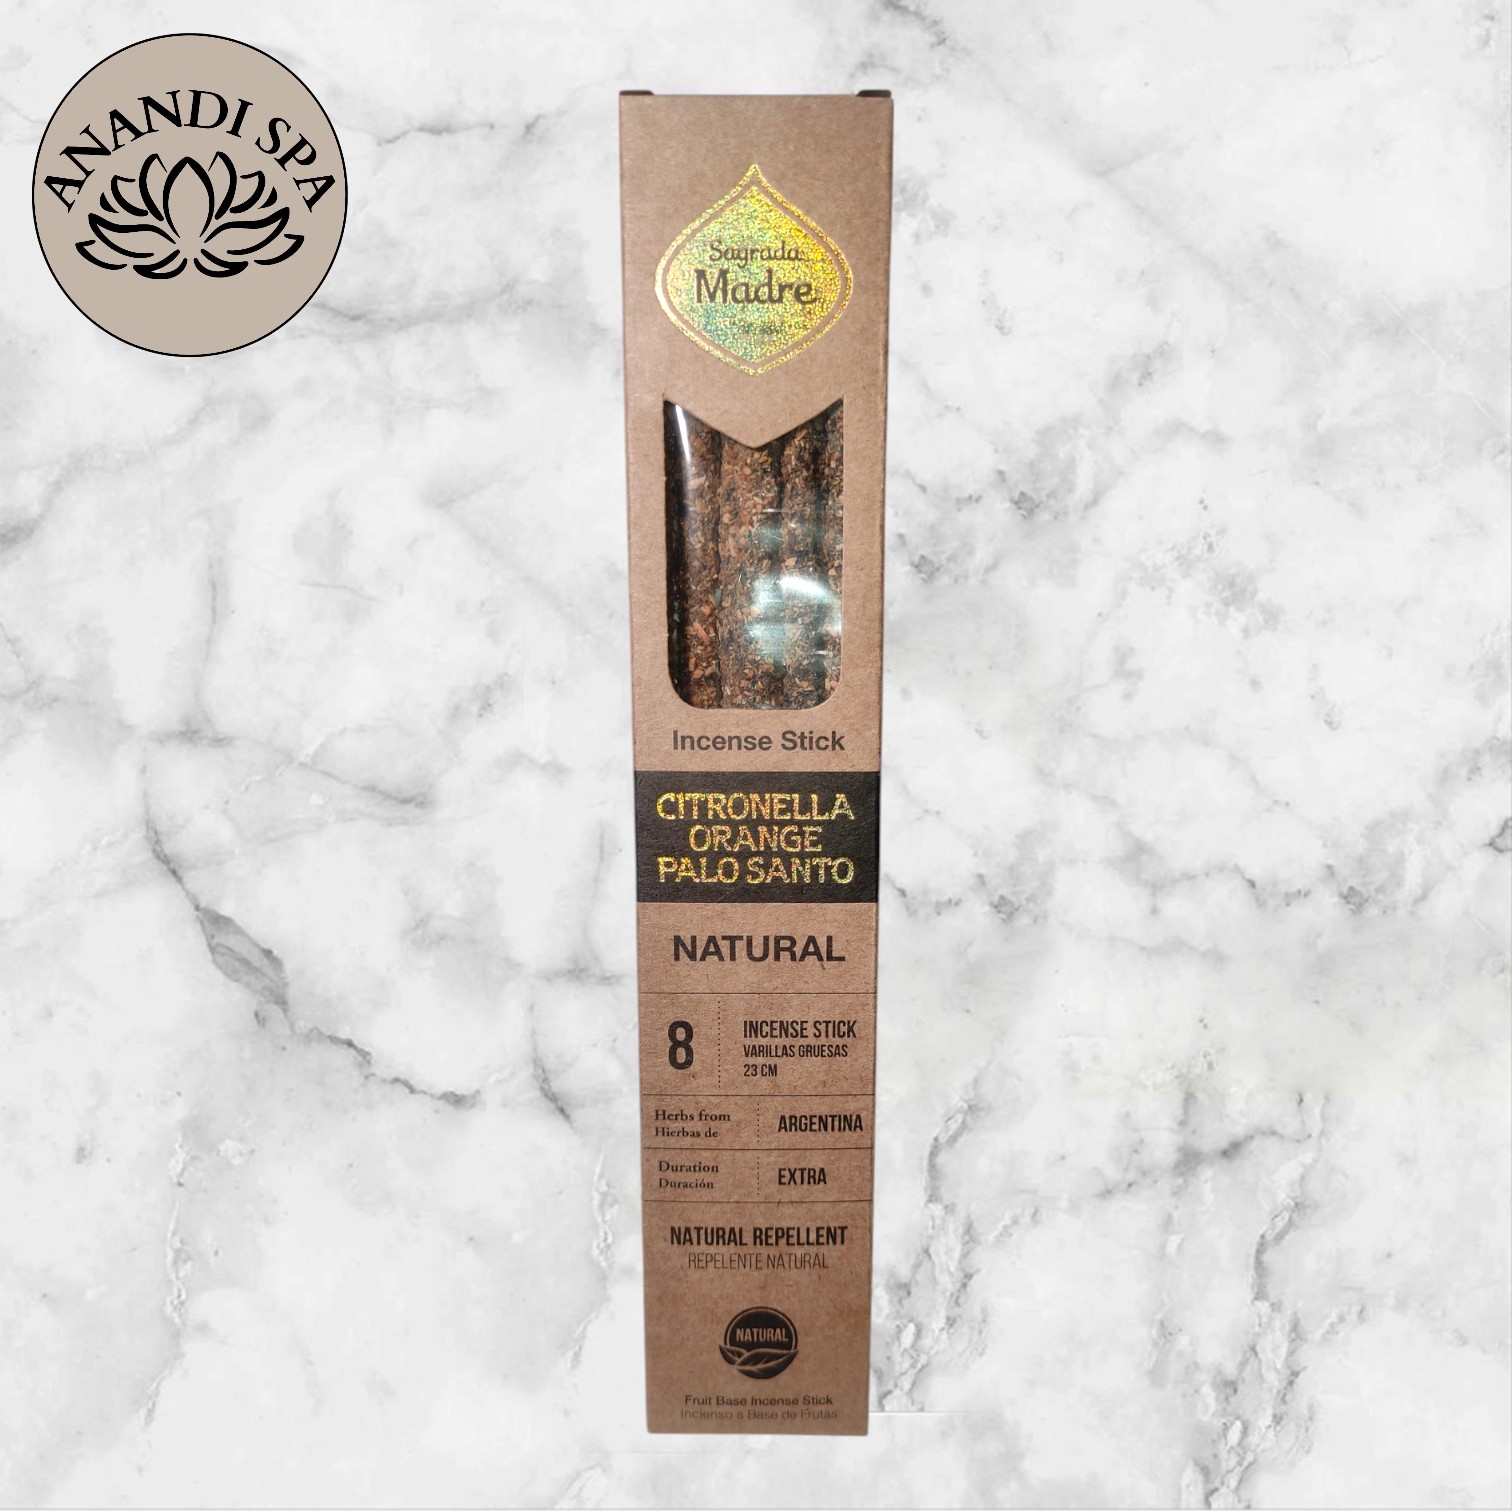 ANANDI SPA
Sagrada
Madre
Incense Stick
CITRONELLA
ORANGE
PALO SANTO
NATURAL
8
INCENSE STICK
VARILLAS GRUESAS
23 CM
Herbs from
Hierbas de
ARGENTINA
Duration
Duración
EXTRA
NATURAL REPELLENT
REPELENTE NATURAL
NATURAL
Fruit Base Incense Stick
Incienso a Base de Frutas